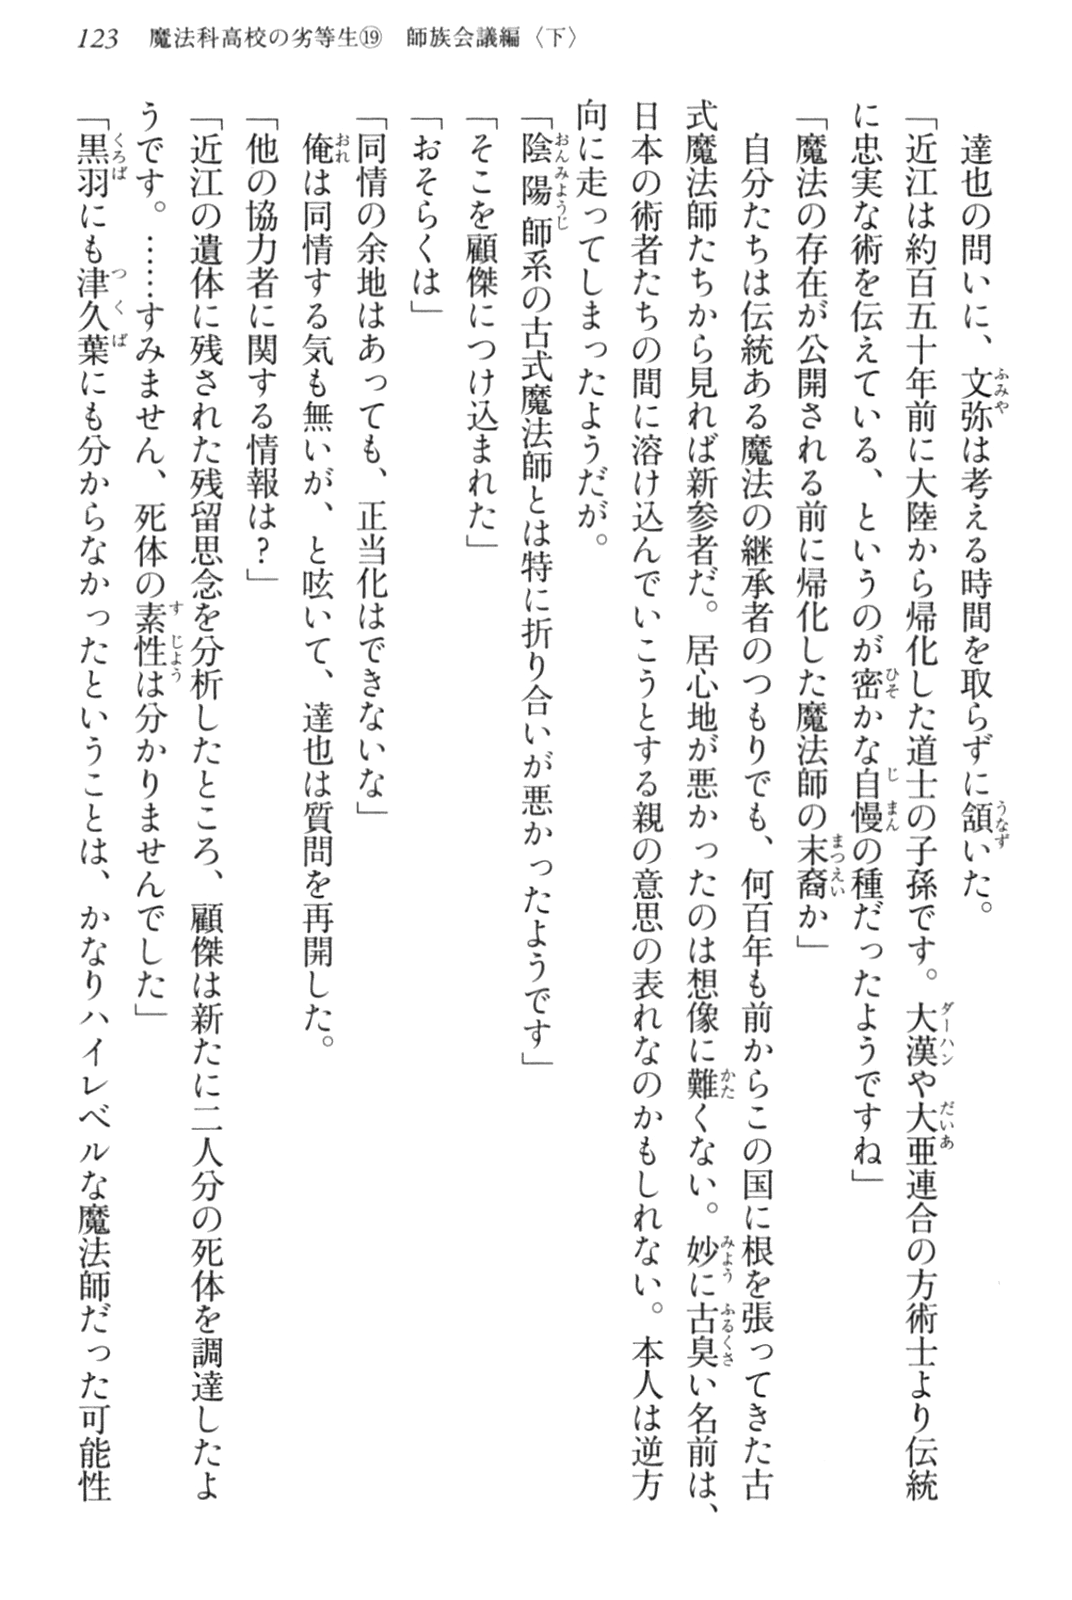 123　魔法科高校の劣等生⑲　師族会議編〈下〉
　達也の問いに、文弥は考える時間を取らずに頷いた。
「近江は約百五十年前に大陸から帰化した道士の子孫です。大漢や大亜連合の方術士より伝統
に忠実な術を伝えている、というのが密かな自慢の種だったようですね」
「魔法の存在が公開される前に帰化した魔法師の末裔か」
　自分たちは伝統ある魔法の継承者のつもりでも、何百年も前からこの国に根を張ってきた古
式魔法師たちから見れば新参者だ。居心地が悪かったのは想像に難くない。妙に古臭い名前は、
日本の術者たちの間に溶け込んでいこうとする親の意思の表れなのかもしれない。本人は逆方
向に走ってしまったようだが。
「陰陽師系の古式魔法師とは特に折り合いが悪かったようです」
「そこを顧傑につけ込まれた」
「おそらくは」
「同情の余地はあっても、正当化はできないな」
　俺は同情する気も無いが、と呟いて、達也は質問を再開した。
「他の協力者に関する情報は？」
「近江の遺体に残された残留思念を分析したところ、顧傑は新たに二人分の死体を調達したよ
うです。……すみません、死体の素性は分かりませんでした」
「黒羽にも津久葉にも分からなかったということは、かなりハイレベルな魔法師だった可能性